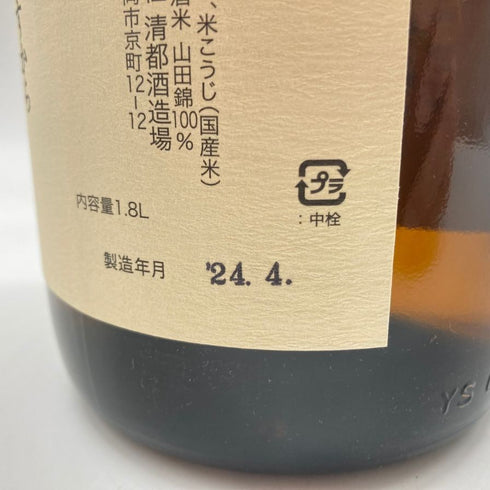 、米こうじ（国産米）
酒米 山田錦100%
清都酒造場
岡市京町12-12
プラ
：中栓
内容量1.8L
製造年月 '24. 4.
YS